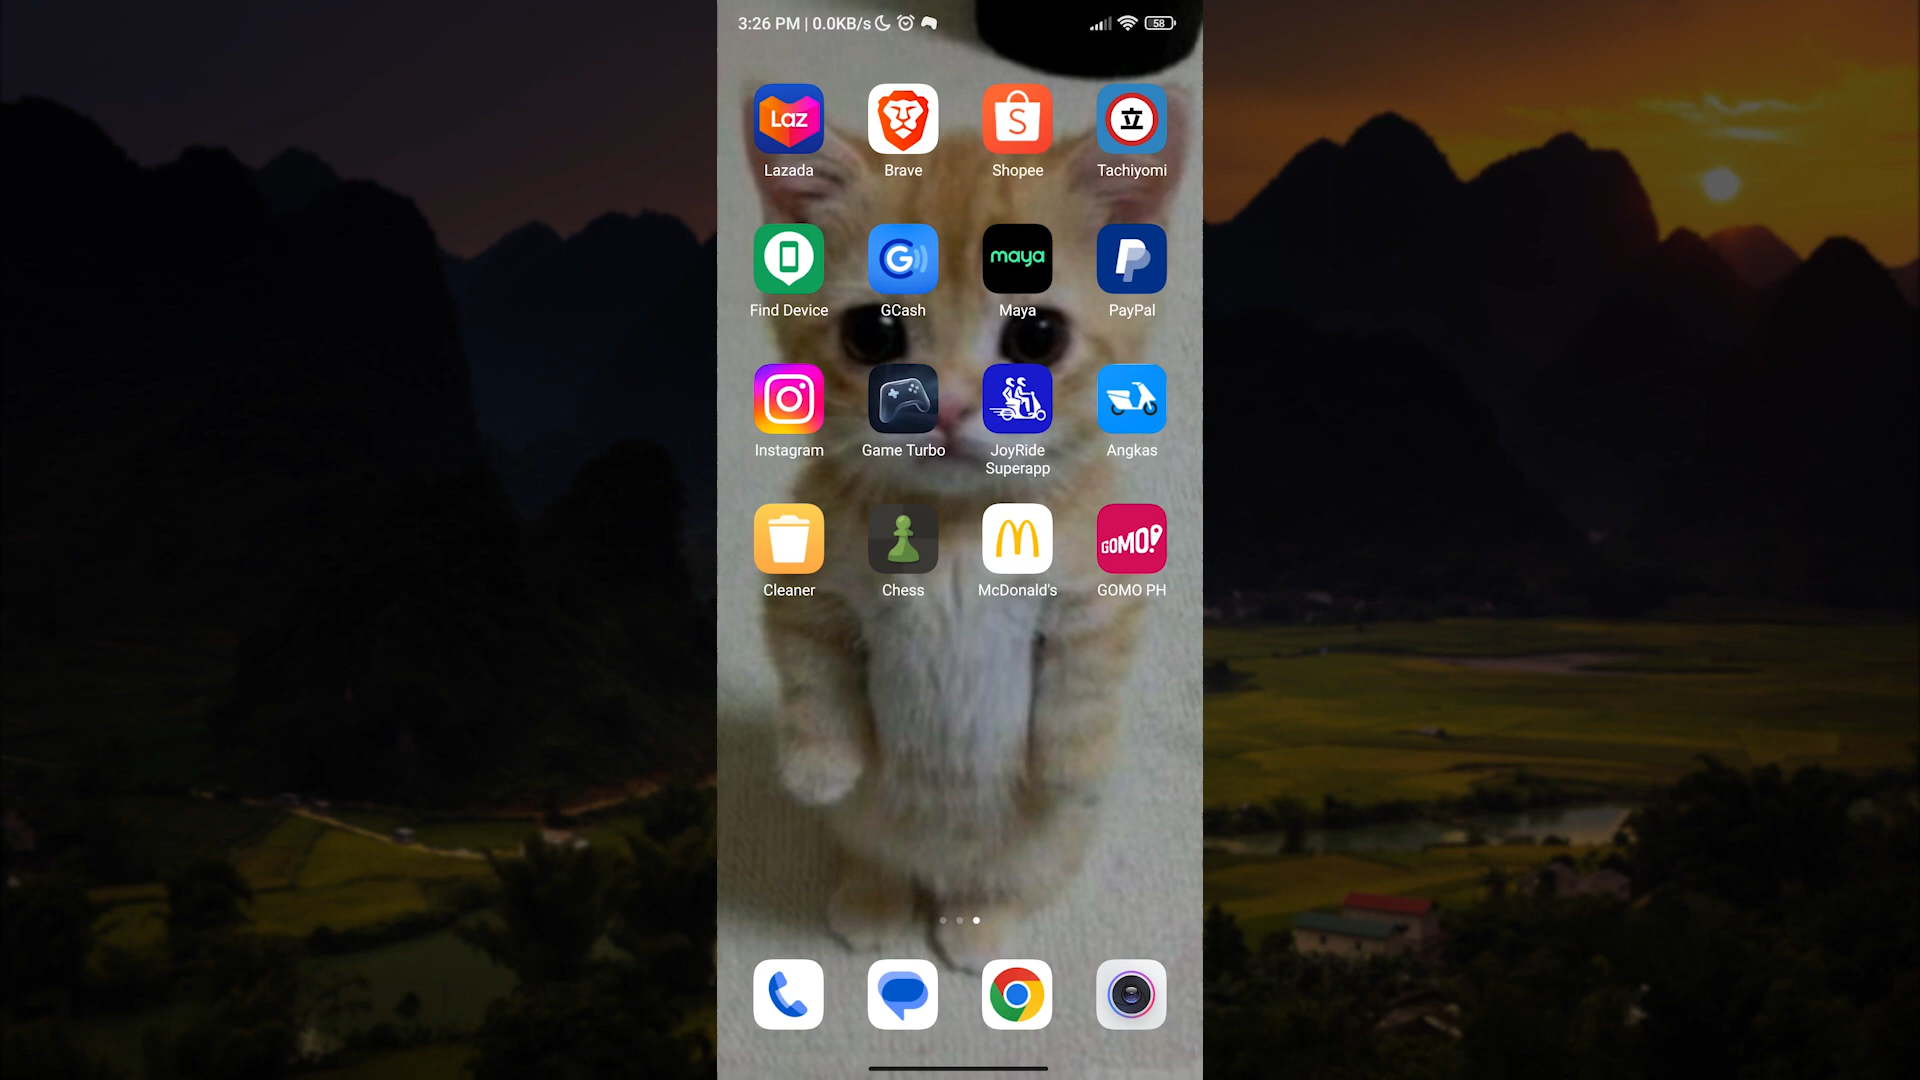 3:26 PM | 0.0KB/s
58
Laz
S
立
Lazada
Brave
Shopee
Tachiyomi
G
maya
P
Find Device
GCash
Maya
PayPal
Instagram
Game Turbo
JoyRide
Superapp
Angkas
M
GOMO!
Cleaner
Chess
McDonald's
GOMO PH